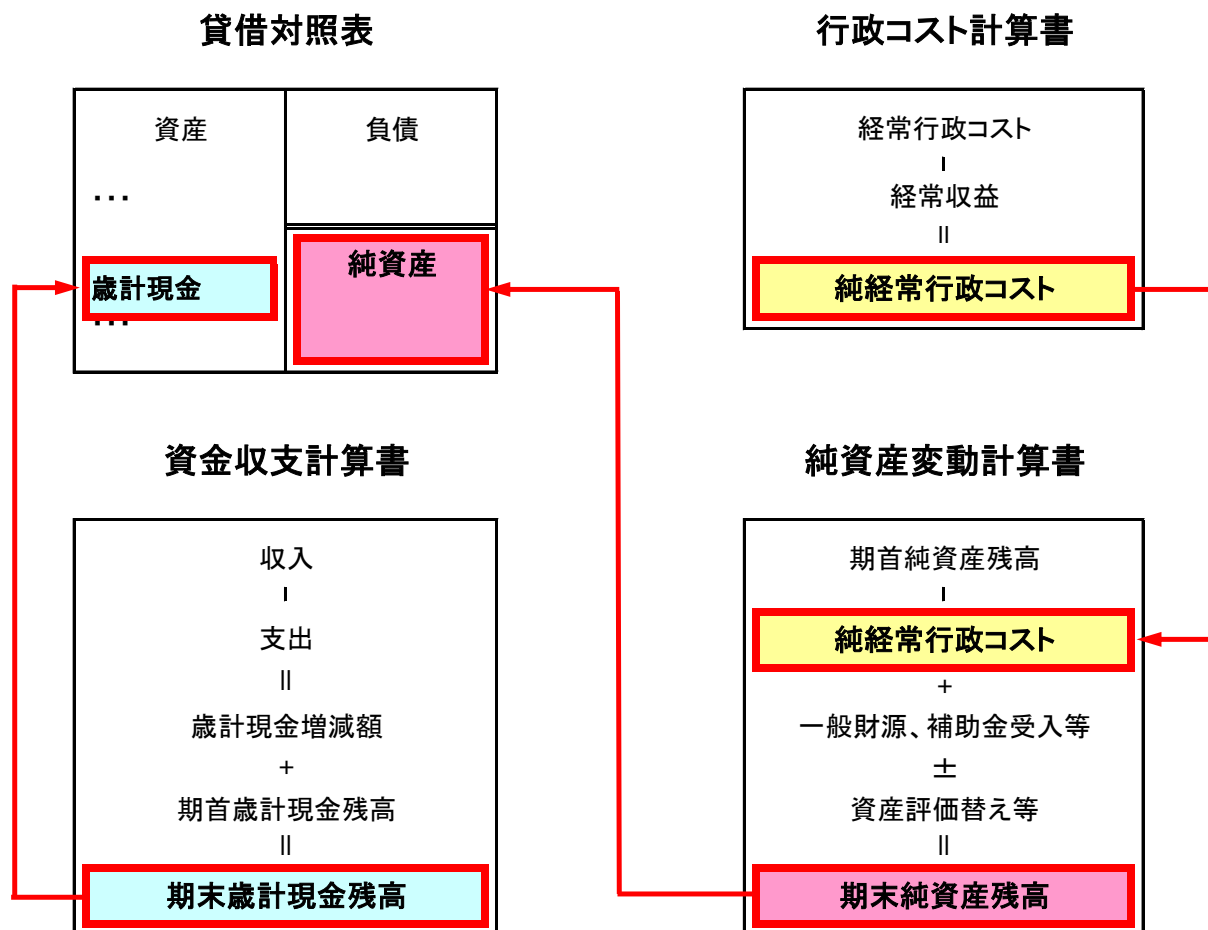 貸借対照表
資産
負債
・・・
歳計現金
純資産
・・・
行政コスト計算書
経常行政コスト
-
経常収益
=
純経常行政コスト
資金収支計算書
収入
-
支出
=
歳計現金増減額
+
期首歳計現金残高
=
期末歳計現金残高
純資産変動計算書
期首純資産残高
-
純経常行政コスト
+
一般財源、補助金受入等
±
資産評価替え等
=
期末純資産残高